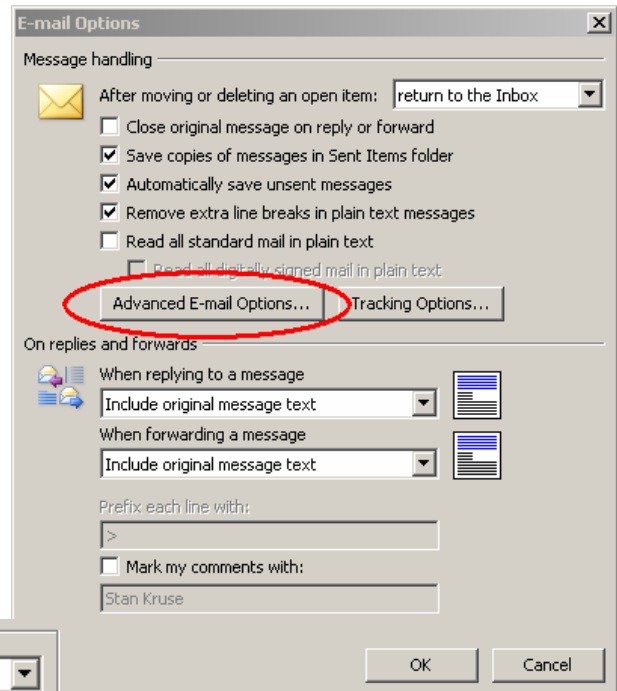 E-mail Options
Message handling
After moving or deleting an open item: return to the Inbox
Close original message on reply or forward
Save copies of messages in Sent Items folder
Automatically save unsent messages
Remove extra line breaks in plain text messages
Read all standard mail in plain text
Read all digitally signed mail in plain text
Advanced E-mail Options... Tracking Options...
On replies and forwards
When replying to a message
Include original message text
When forwarding a message
Include original message text
Prefix each line with:
>
Mark my comments with:
Stan Kruse
OK Cancel